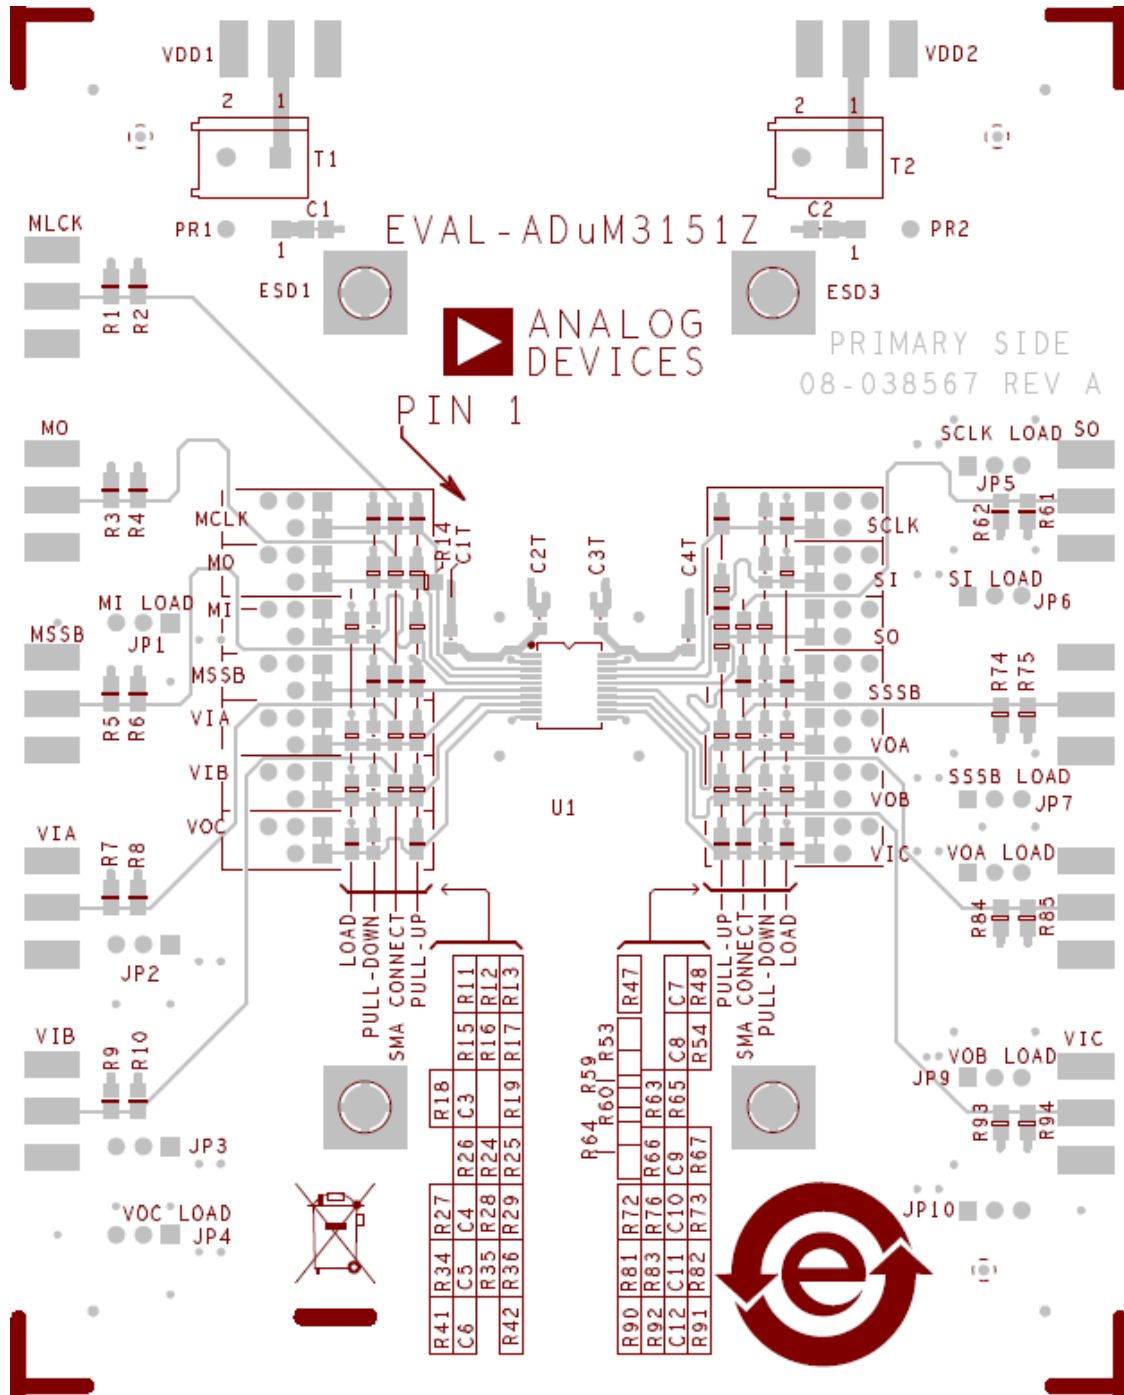 VDD1
VDD2
2 1
2 1
T1
T2
MLCK
PR1
C1
1
EVAL-ADuM3151Z
C2
1
PR2
ESD1
ESD3
R1
R2
ANALOG
DEVICES
PRIMARY SIDE
08-038567 REV A
PIN 1
MO
SCLK LOAD
SO
JP5
R3
R4
R62
R61
MCLK
R14
C1T
C2T
C3T
C4T
SCLK
MO
SI
SI LOAD
JP6
MI LOAD
JP1
MI
SO
MSSB
MSSB
SSSB
R74
R75
R5
R6
VIA
VOA
VIB
VOB
SSSB LOAD
JP7
U1
VOC
VIC
VIA
R7
R8
VOA LOAD
R84
R85
JP2
LOAD
PULL-DOWN
SMA CONNECT
PULL-UP
PULL-UP
SMA CONNECT
PULL-DOWN
LOAD
R11 R12 R13
R15 R16 R17
R18 C3 R19
R26 R24 R25
R27 C4 R28 R29
R34 C5 R35 R36
R41 C6 R42
R47 C7 R48
R53 C8 R54
R59
R60 R63 R65
R64 R66 C9 R67
R72 R76 C10 R73
R81 R83 C11 R82
R90 R92 C12 R91
VIB
R9
R10
VOB LOAD
VIC
JP9
R93
R94
JP3
VOC LOAD
JP4
JP10
e